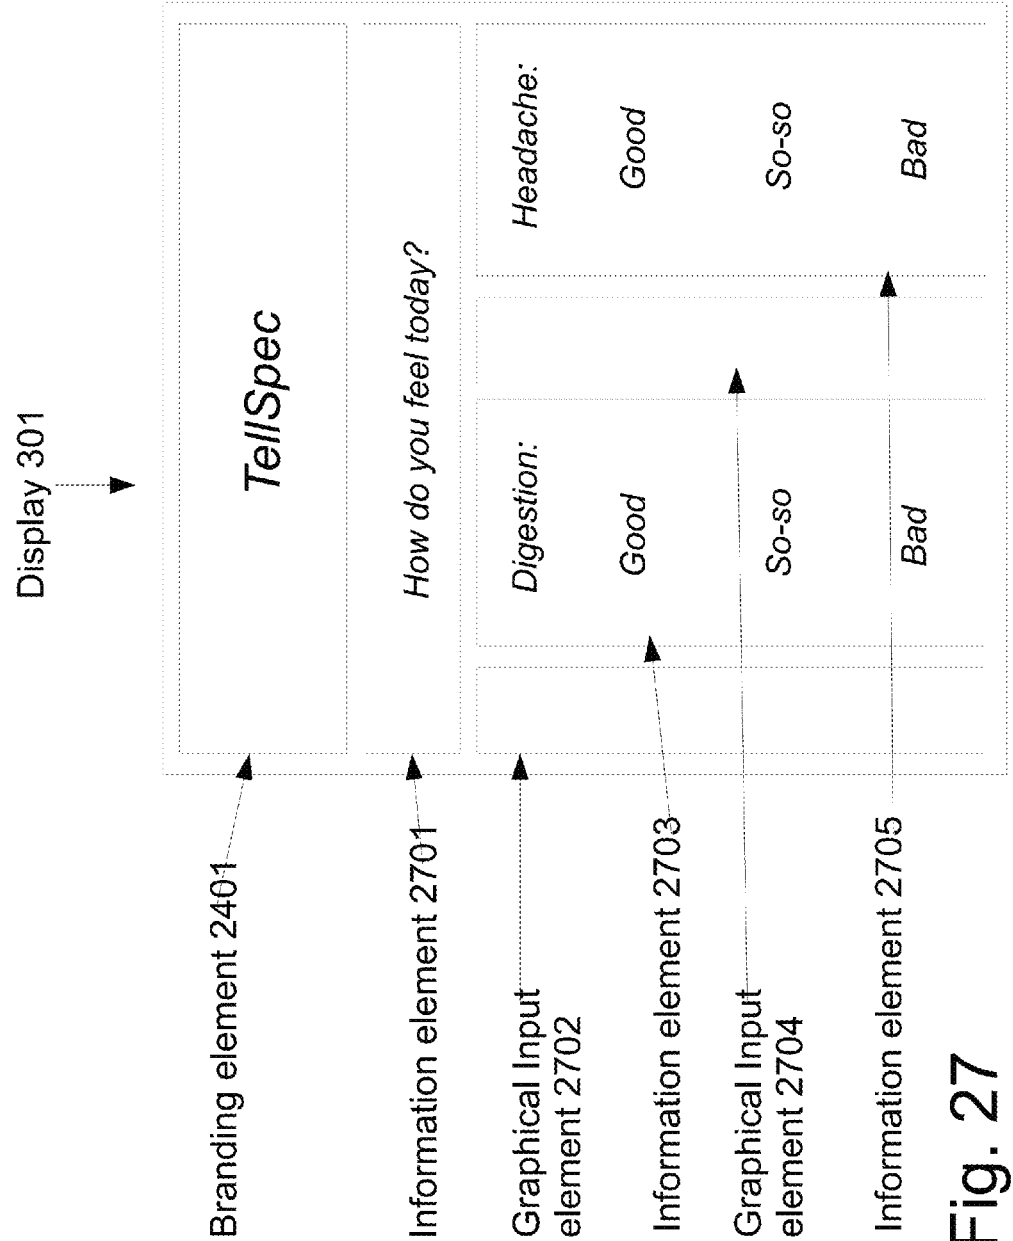 Display 301
Branding element 2401
TellSpec
Information element 2701
How do you feel today?
Graphical Input
element 2702
Digestion:
Headache:
Information element 2703
Good
Good
Graphical Input
element 2704
So-so
So-so
Information element 2705
Bad
Bad
Fig. 27